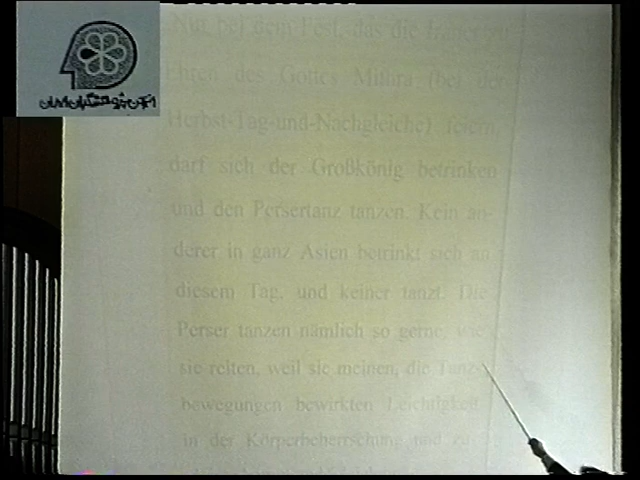 Nur bei dem Fest, das die Iraner zu
Ehren des Gottes Mithra (bei der
Herbst-Tag-und-Nachgleiche) feiern,
darf sich der Großkönig betrinken
und den Persertanz tanzen. Kein an-
derer in ganz Asien betrinkt sich an
diesem Tag, und keiner tanzt. Die
Perser tanzen nämlich so gerne, wie
sie reiten, weil sie meinen, die Tanz-
bewegungen bewirkten Leichtigkeit
in der Körperbeherrschung und zu-